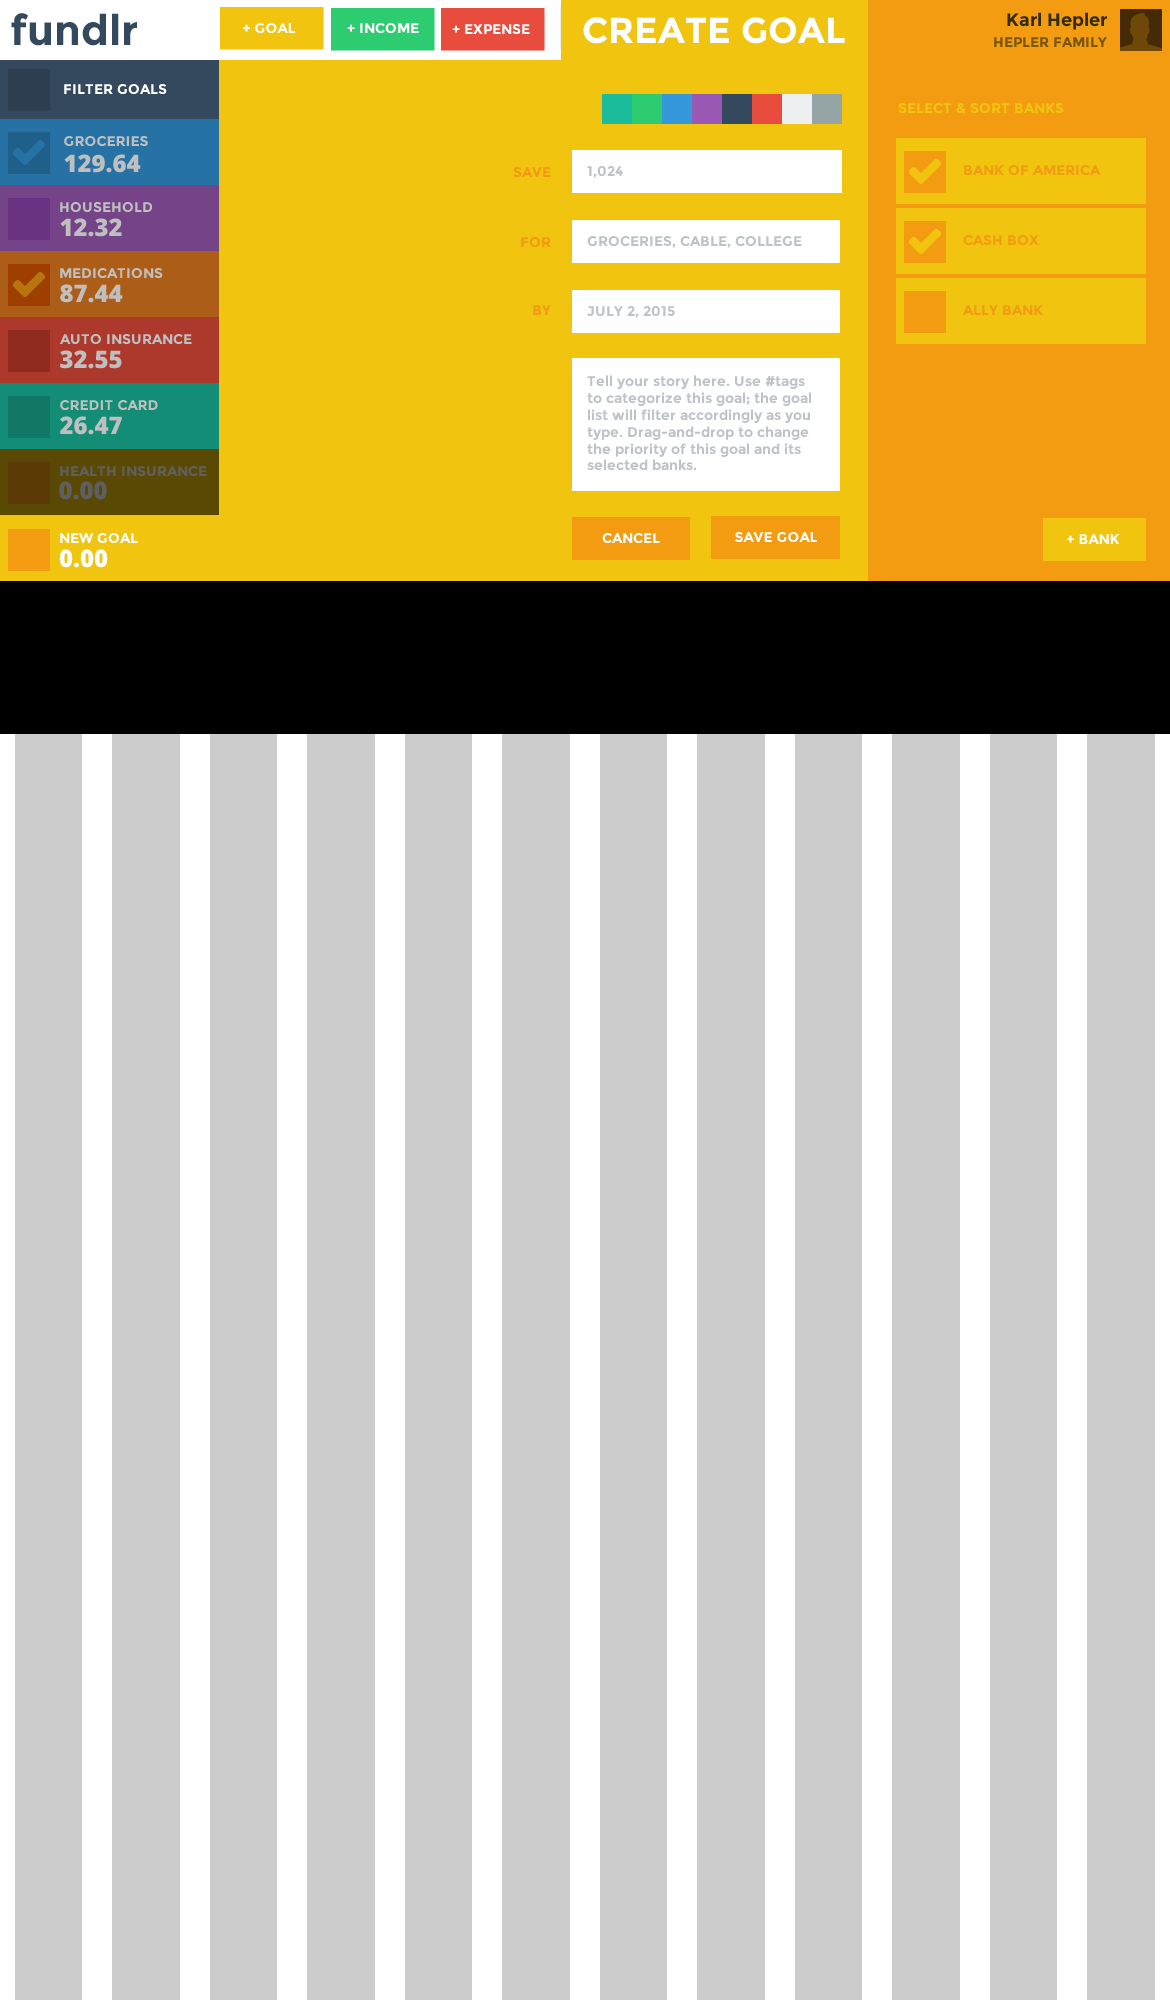 fundlr
+ GOAL
+ INCOME
+ EXPENSE
CREATE GOAL
Karl Hepler
HEPLER FAMILY
FILTER GOALS
GROCERIES
129.64
HOUSEHOLD
12.32
MEDICATIONS
87.44
AUTO INSURANCE
32.55
CREDIT CARD
26.47
HEALTH INSURANCE
0.00
NEW GOAL
0.00
SAVE
1,024
FOR
GROCERIES, CABLE, COLLEGE
BY
JULY 2, 2015
Tell your story here. Use #tags
to categorize this goal; the goal
list will filter accordingly as you
type. Drag-and-drop to change
the priority of this goal and its
selected banks.
CANCEL
SAVE GOAL
SELECT & SORT BANKS
BANK OF AMERICA
CASH BOX
ALLY BANK
+ BANK